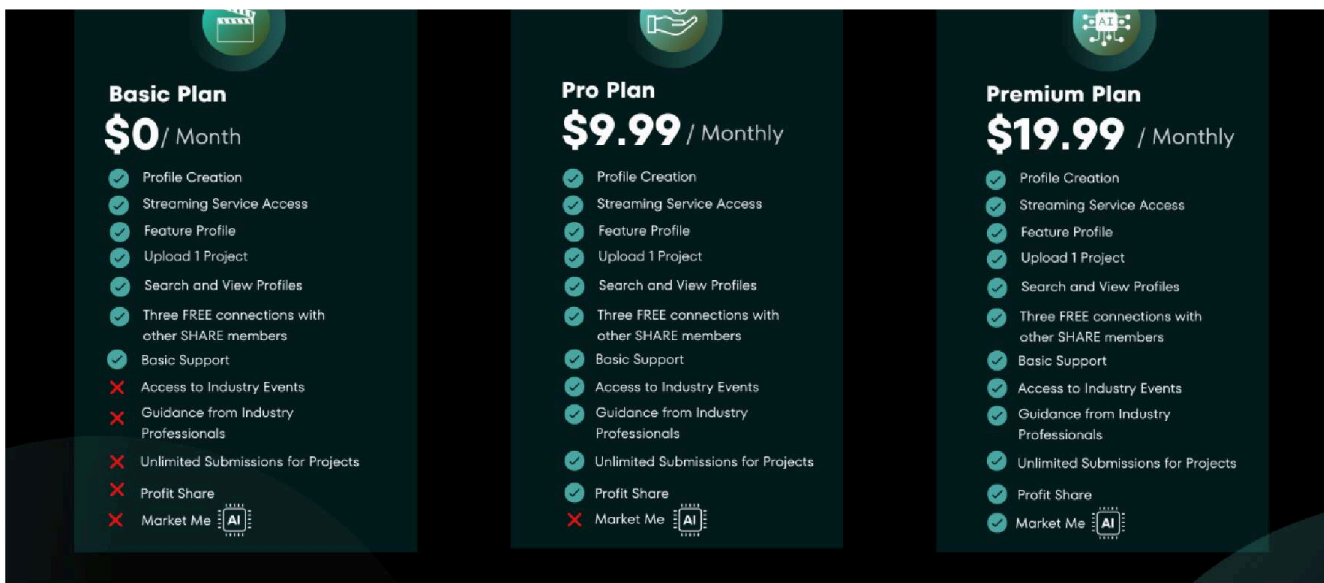 AI
Basic Plan
$0/ Month
Profile Creation
Streaming Service Access
Feature Profile
Upload 1 Project
Search and View Profiles
Three FREE connections with
other SHARE members
Basic Support
Access to Industry Events
Guidance from Industry
Professionals
Unlimited Submissions for Projects
Profit Share
Market Me AI
Pro Plan
$9.99 / Monthly
Profile Creation
Streaming Service Access
Feature Profile
Upload 1 Project
Search and View Profiles
Three FREE connections with
other SHARE members
Basic Support
Access to Industry Events
Guidance from Industry
Professionals
Unlimited Submissions for Projects
Profit Share
Market Me AI
Premium Plan
$19.99 / Monthly
Profile Creation
Streaming Service Access
Feature Profile
Upload 1 Project
Search and View Profiles
Three FREE connections with
other SHARE members
Basic Support
Access to Industry Events
Guidance from Industry
Professionals
Unlimited Submissions for Projects
Profit Share
Market Me AI